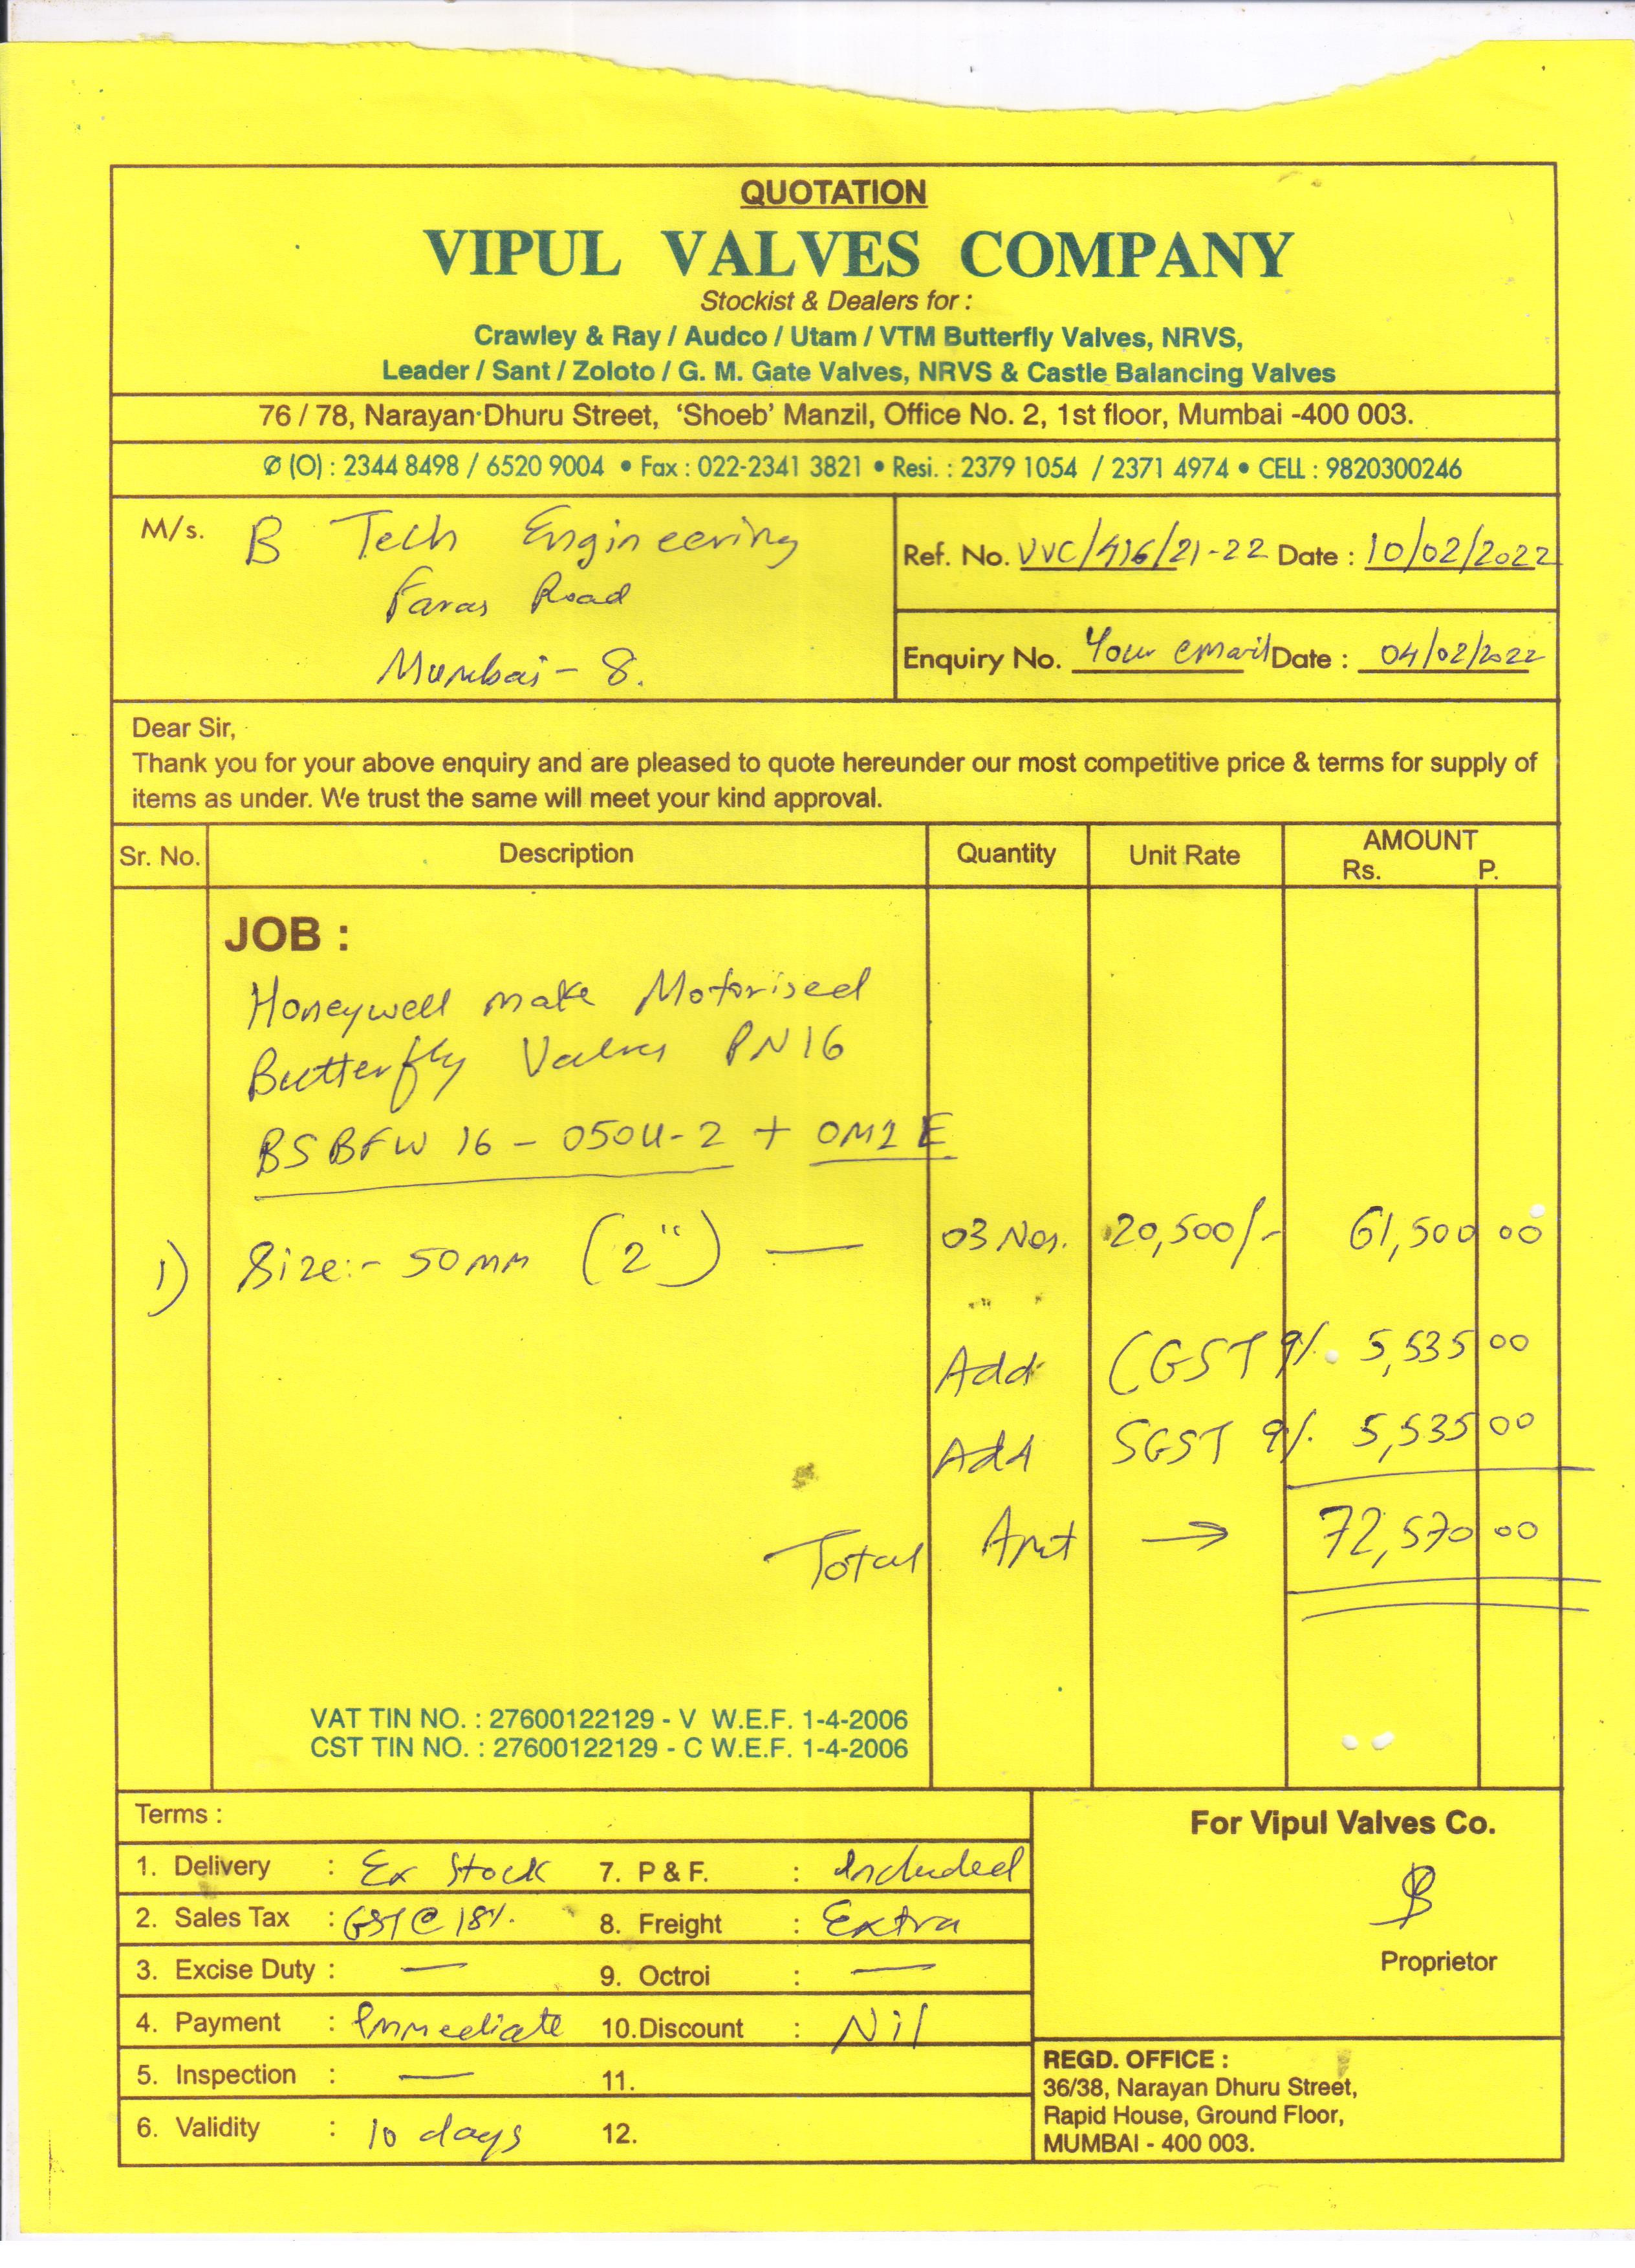 QUOTATION
VIPUL VALVES COMPANY
Stockist & Dealers for :
Crawley & Ray / Audco / Utam / VTM Butterfly Valves, NRVS,
Leader / Sant / Zoloto / G. M. Gate Valves, NRVS & Castle Balancing Valves
76 / 78, Narayan Dhuru Street, ‘Shoeb’ Manzil, Office No. 2, 1st floor, Mumbai -400 003.
✆ (O) : 2344 8498 / 6520 9004 • Fax : 022-2341 3821 • Resi. : 2379 1054 / 2371 4974 • CELL : 9820300246
M/s. B Tech Engineering
Faras Road
Mumbai - 8.
Ref. No. VVC/416/21-22 Date : 10/02/2022
Enquiry No. Your email Date : 04/02/2022
Dear Sir,
Thank you for your above enquiry and are pleased to quote hereunder our most competitive price & terms for supply of
items as under. We trust the same will meet your kind approval.
Sr. No. Description Quantity Unit Rate AMOUNT
Rs. P.
JOB :
Honeywell make Motorised
Butterfly Valves PN16
BSBFW 16 - 050U-2 + OM1 E
1) Size:- 50mm (2") — 03 Nos. 20,500/- 61,500 00
Add CGST 9%. 5,535 00
Add SGST 9%. 5,535 00
Total Amt → 72,570 00
VAT TIN NO. : 27600122129 - V W.E.F. 1-4-2006
CST TIN NO. : 27600122129 - C W.E.F. 1-4-2006
Terms :
1. Delivery : Ex Stock 7. P & F. : Included
2. Sales Tax : GST @ 18%. 8. Freight : Extra
3. Excise Duty : — 9. Octroi : —
4. Payment : Immediate 10. Discount : Nil
5. Inspection : — 11.
6. Validity : 10 days 12.
For Vipul Valves Co.
Proprietor
REGD. OFFICE :
36/38, Narayan Dhuru Street,
Rapid House, Ground Floor,
MUMBAI - 400 003.